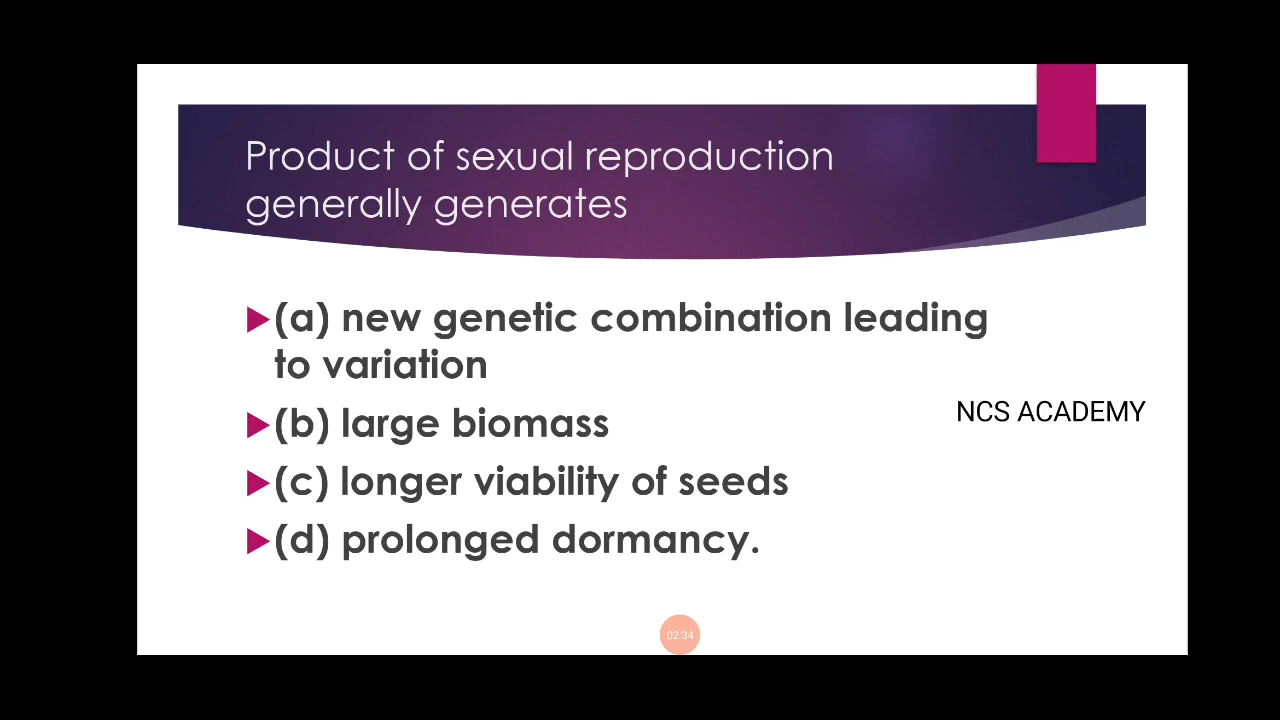 Product of sexual reproduction
generally generates
(a) new genetic combination leading
to variation
(b) large biomass
NCS ACADEMY
(c) longer viability of seeds
(d) prolonged dormancy.
02:34